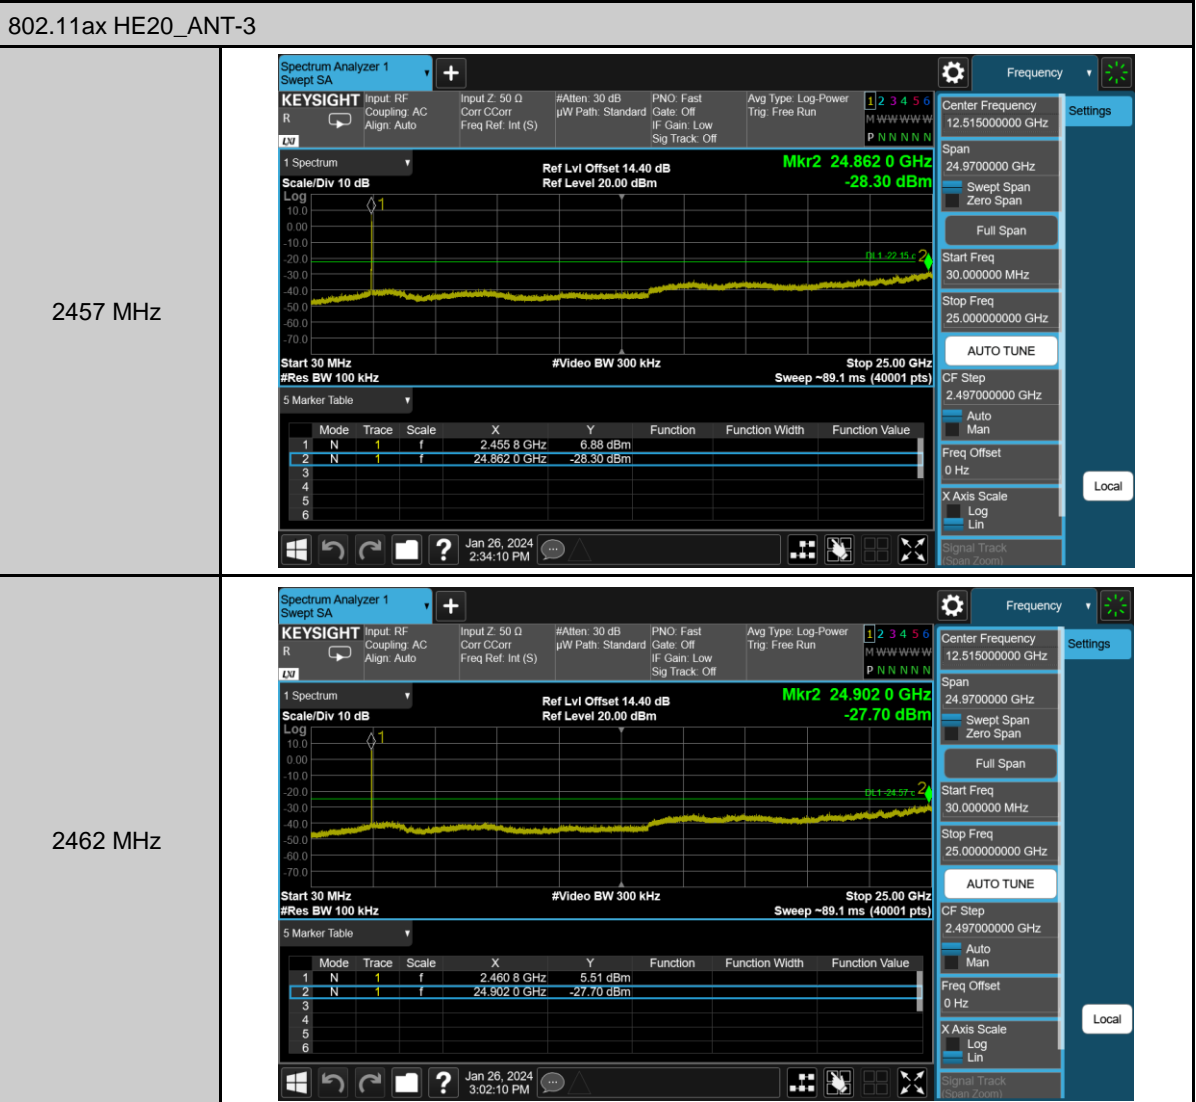 802.11ax HE20_ANT-3
2457 MHz
Spectrum Analyzer 1
Swept SA
Frequency
KEYSIGHT
R
LXI
Input: RF
Coupling: AC
Align: Auto
Input Z: 50 Ω
Corr CCorr
Freq Ref: Int (S)
#Atten: 30 dB
µW Path: Standard
PNO: Fast
Gate: Off
IF Gain: Low
Sig Track: Off
Avg Type: Log-Power
Trig: Free Run
1 2 3 4 5 6
M W W W W W
P N N N N N
Center Frequency
12.515000000 GHz
Settings
Span
24.9700000 GHz
Swept Span
Zero Span
Full Span
Start Freq
30.000000 MHz
Stop Freq
25.000000000 GHz
AUTO TUNE
CF Step
2.497000000 GHz
Auto
Man
Freq Offset
0 Hz
X Axis Scale
Log
Lin
Signal Track
(Span Zoom)
Local
1 Spectrum
Scale/Div 10 dB
Ref Lvl Offset 14.40 dB
Ref Level 20.00 dBm
Mkr2 24.862 0 GHz
-28.30 dBm
Log
10.0
0.00
-10.0
-20.0
-30.0
-40.0
-50.0
-60.0
-70.0
1
DL1 -22.15 c
2
Start 30 MHz
#Res BW 100 kHz
#Video BW 300 kHz
Stop 25.00 GHz
Sweep ~89.1 ms (40001 pts)
5 Marker Table
Mode Trace Scale X Y Function Function Width Function Value
1 N 1 f 2.455 8 GHz 6.88 dBm
2 N 1 f 24.862 0 GHz -28.30 dBm
3
4
5
6
?
Jan 26, 2024
2:34:10 PM
2462 MHz
Spectrum Analyzer 1
Swept SA
Frequency
KEYSIGHT
R
LXI
Input: RF
Coupling: AC
Align: Auto
Input Z: 50 Ω
Corr CCorr
Freq Ref: Int (S)
#Atten: 30 dB
µW Path: Standard
PNO: Fast
Gate: Off
IF Gain: Low
Sig Track: Off
Avg Type: Log-Power
Trig: Free Run
1 2 3 4 5 6
M W W W W W
P N N N N N
Center Frequency
12.515000000 GHz
Settings
Span
24.9700000 GHz
Swept Span
Zero Span
Full Span
Start Freq
30.000000 MHz
Stop Freq
25.000000000 GHz
AUTO TUNE
CF Step
2.497000000 GHz
Auto
Man
Freq Offset
0 Hz
X Axis Scale
Log
Lin
Signal Track
(Span Zoom)
Local
1 Spectrum
Scale/Div 10 dB
Ref Lvl Offset 14.40 dB
Ref Level 20.00 dBm
Mkr2 24.902 0 GHz
-27.70 dBm
Log
10.0
0.00
-10.0
-20.0
-30.0
-40.0
-50.0
-60.0
-70.0
1
DL1 -24.57 c
2
Start 30 MHz
#Res BW 100 kHz
#Video BW 300 kHz
Stop 25.00 GHz
Sweep ~89.1 ms (40001 pts)
5 Marker Table
Mode Trace Scale X Y Function Function Width Function Value
1 N 1 f 2.460 8 GHz 5.51 dBm
2 N 1 f 24.902 0 GHz -27.70 dBm
3
4
5
6
?
Jan 26, 2024
3:02:10 PM